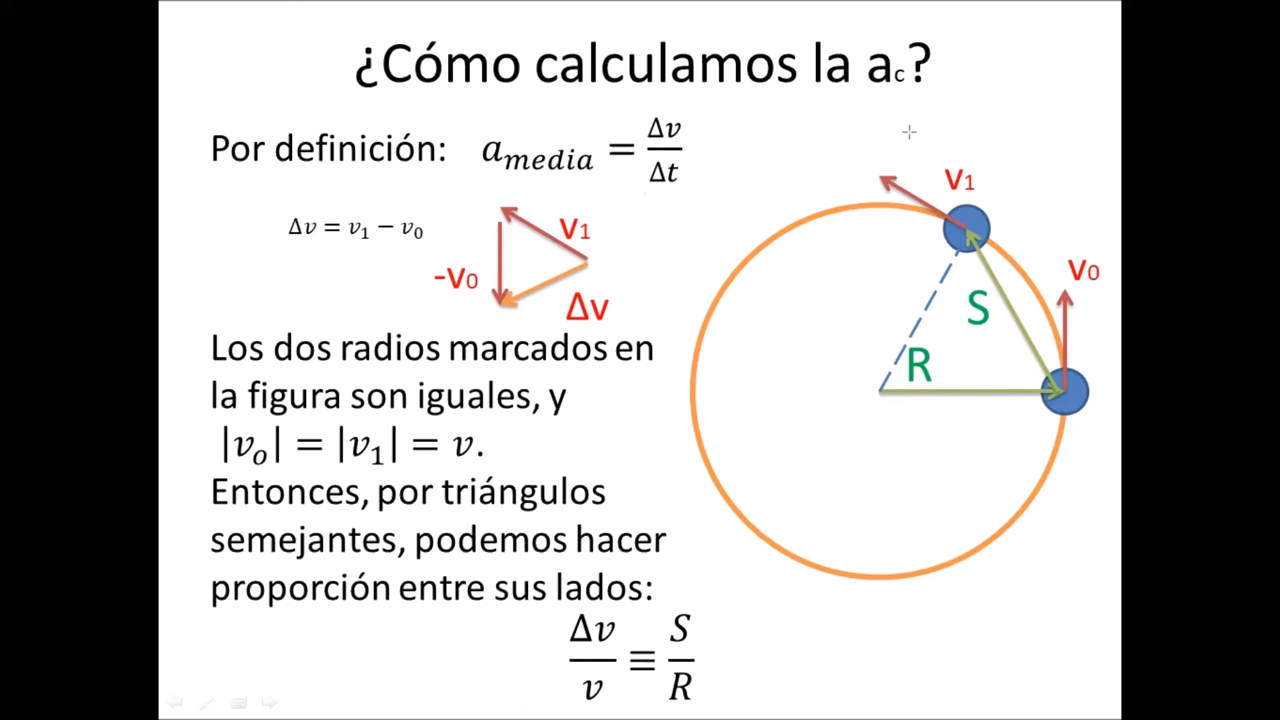 ¿Cómo calculamos la a꜀?
Por definición: a_media = Δv/Δt
Δv = v₁ − v₀
v₁
-v₀
Δv
Los dos radios marcados en
la figura son iguales, y
|vₒ| = |v₁| = v.
Entonces, por triángulos
semejantes, podemos hacer
proporción entre sus lados:
Δv/v ≡ S/R
v₁
v₀
S
R